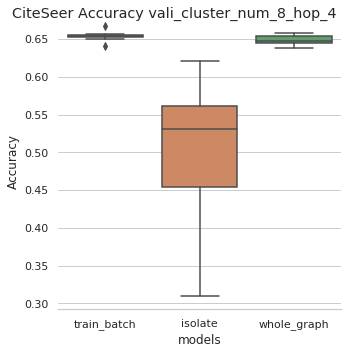 CiteSeer Accuracy vali_cluster_num_8_hop_4
0.65
0.60
0.55
0.50
0.45
0.40
0.35
0.30
Accuracy
train_batch isolate whole_graph
models